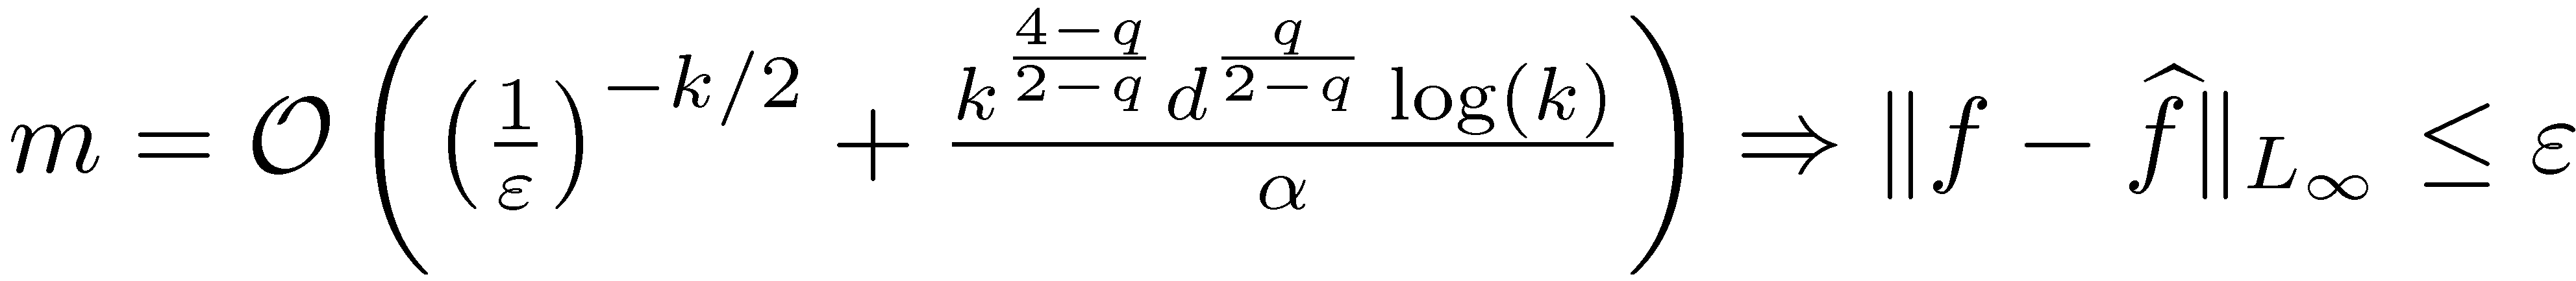 m = \mathcal{O}\left(\left(\frac{1}{\varepsilon}\right)^{-k/2} + \frac{k^{\frac{4-q}{2-q}} d^{\frac{q}{2-q}} \log(k)}{\alpha}\right) \Rightarrow \|f - \widehat{f}\|_{L_\infty} \leq \varepsilon